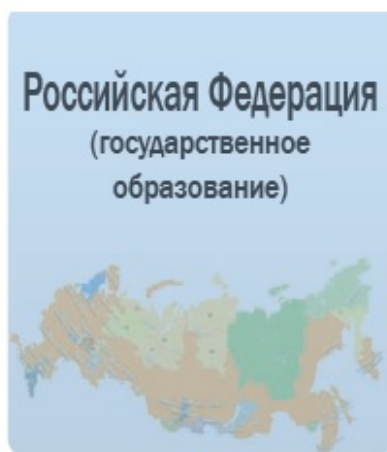 Российская Федерация
(государственное
образование)